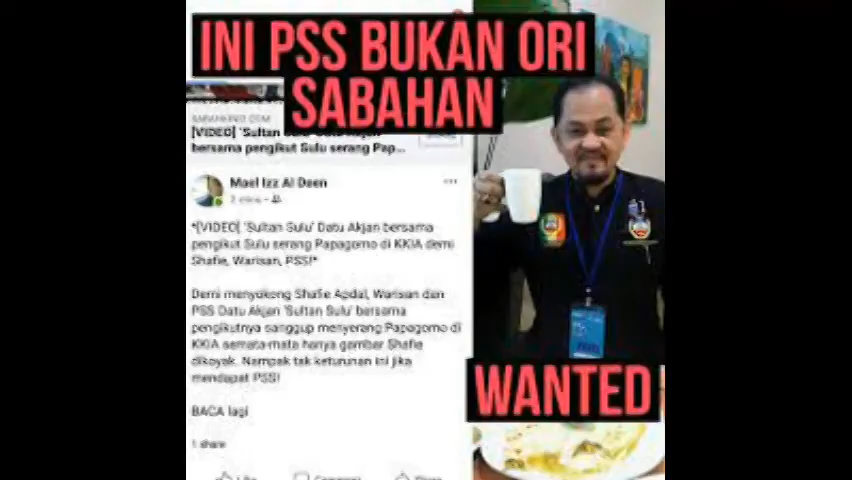 INI PSS BUKAN ORI
SABAHAN
[VIDEO] 'Sultan
bersama pengikut Sulu serang Pap...
Mael Izz Al Deen
*[VIDEO] 'Sultan Sulu' Datu Akjan bersama
pengikut Sulu serang Papagomo di KKIA demi
Shafie, Warisan, PSS!*
Demi menyokong Shafie Apdal, Warisan dan
PSS Datu Akjan 'Sultan Sulu' bersama
pengikutnya sanggup menyerang Papagomo di
KKIA semata-mata hanya gambar Shafie
dikoyak. Nampak tak keturunan ini jika
mendapat PSS!
BACA lagi
1 share
WANTED